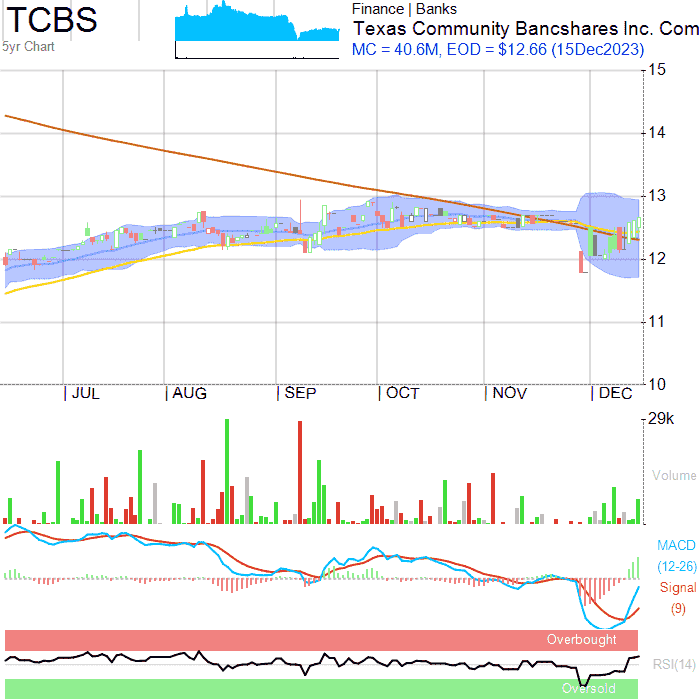 TCBS
5yr Chart
Finance | Banks
Texas Community Bancshares Inc. Com
MC = 40.6M, EOD = $12.66 (15Dec2023)
15
14
13
12
11
10
JUL AUG SEP OCT NOV DEC
29k
Volume
MACD
(12-26)
Signal
(9)
Overbought
RSI(14)
Oversold